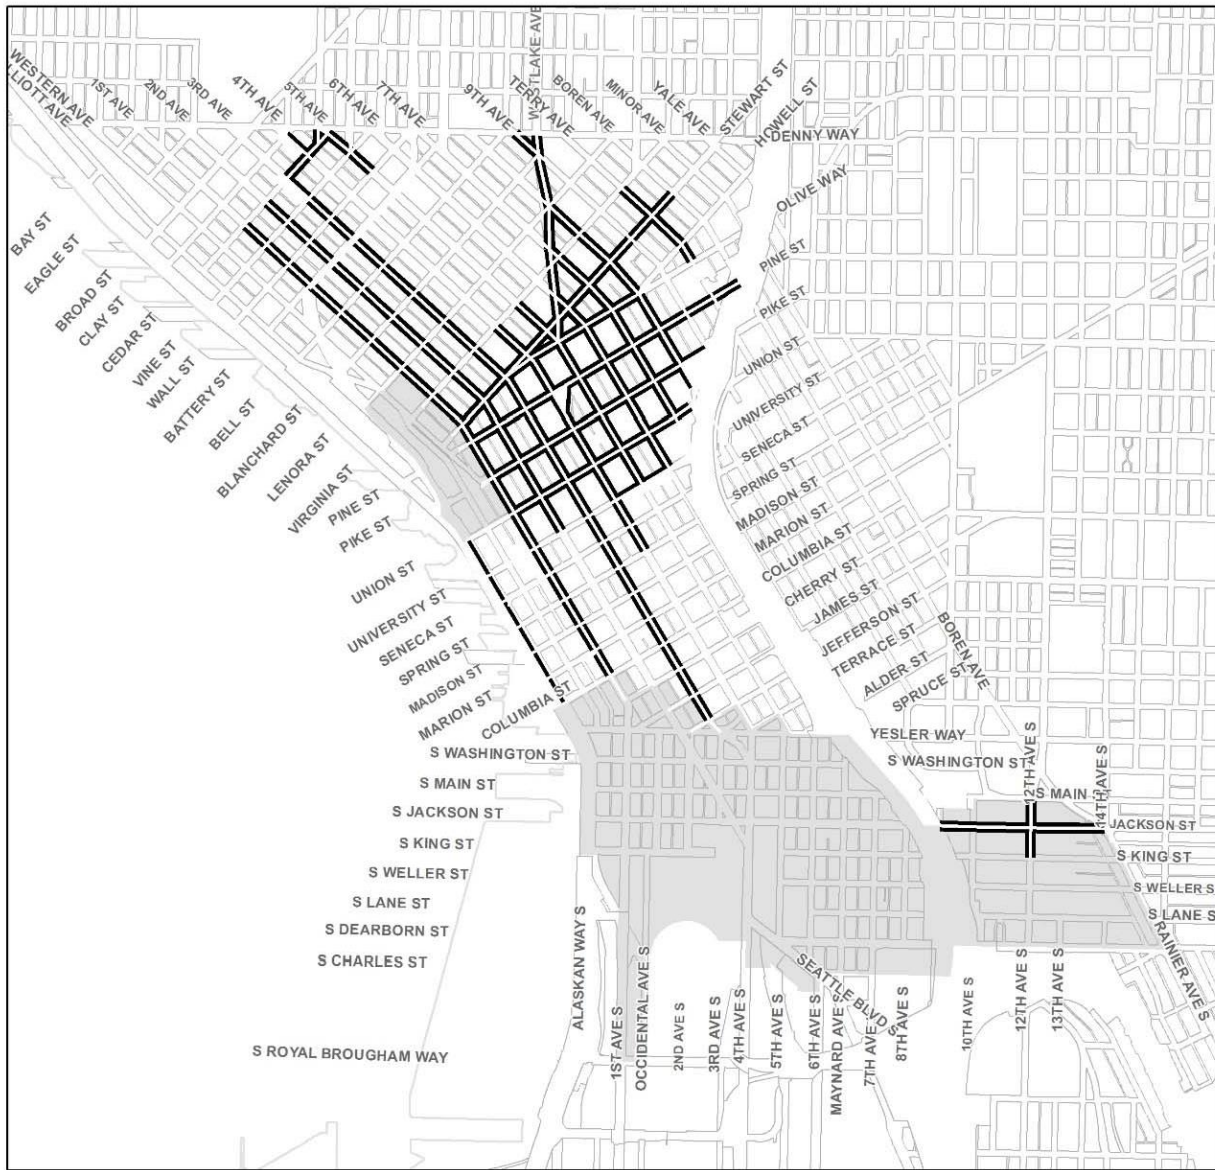 WESTERN AVE
LLIOTT AVE
1ST AVE
2ND AVE
3RD AVE
4TH AVE
5TH AVE
6TH AVE
7TH AVE
9TH AVE
TERRY AVE
BOREN AVE
MINOR AVE
YALE AVE
STEWART ST
HOWELL ST
DENNY WAY
OLIVE WAY
PINE ST
PIKE ST
UNION ST
UNIVERSITY ST
SENECA ST
SPRING ST
MADISON ST
MARION ST
COLUMBIA ST
CHERRY ST
JAMES ST
JEFFERSON ST
TERRACE ST
ALDER ST
SPRUCE ST
BOREN AVE
YESLER WAY
S WASHINGTON ST
12TH AVE S
S MAIN
14TH AVE S
JACKSON ST
S KING ST
S WELLER S
S LANE S
RAINIER AVE S
BAY ST
EAGLE ST
BROAD ST
CLAY ST
CEDAR ST
VINE ST
WALL ST
BATTERY ST
BELL ST
BLANCHARD ST
LENORA ST
VIRGINIA ST
PINE ST
PIKE ST
UNION ST
UNIVERSITY ST
SENECA ST
SPRING ST
MADISON ST
MARION ST
COLUMBIA ST
S WASHINGTON ST
S MAIN ST
S JACKSON ST
S KING ST
S WELLER ST
S LANE ST
S DEARBORN ST
S CHARLES ST
S ROYAL BROUGHAM WAY
ALASKAN WAY S
1ST AVE S
OCCIDENTAL AVE S
2ND AVE S
3RD AVE S
4TH AVE S
5TH AVE S
6TH AVE S
MAYNARD AVE S
7TH AVE
8TH AVE S
SEATTLE BLVD S
10TH AVE S
12TH AVE S
13TH AVE S